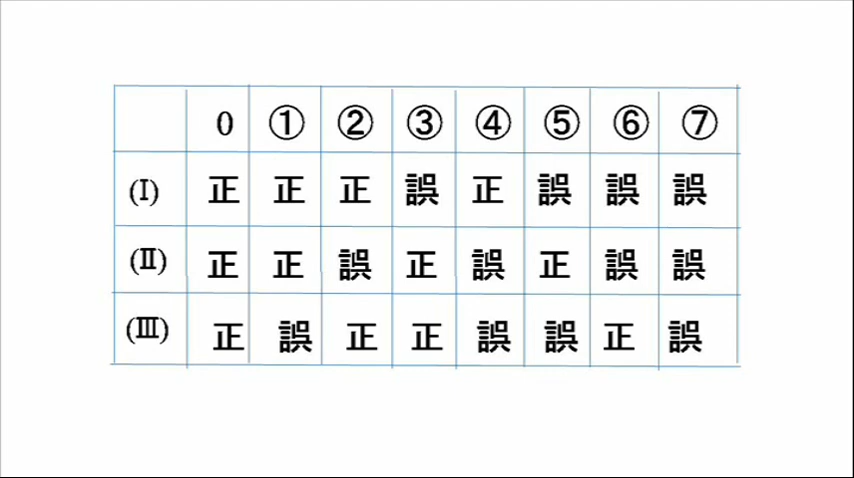 0 ① ② ③ ④ ⑤ ⑥ ⑦
(Ⅰ) 正 正 正 誤 正 誤 誤 誤
(Ⅱ) 正 正 誤 正 誤 正 誤 誤
(Ⅲ) 正 誤 正 正 誤 誤 正 誤